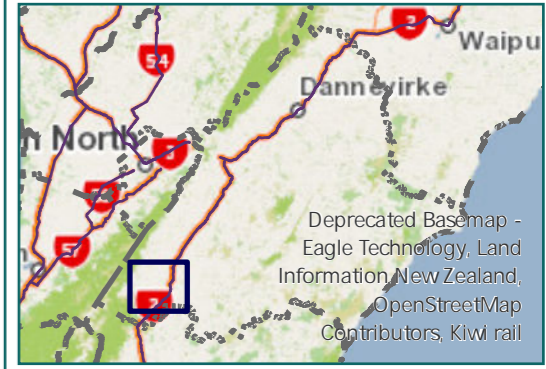 2
Waipu
54
Dannevirke
n North
3
57
2
Deprecated Basemap -
Eagle Technology, Land
Information New Zealand,
OpenStreetMap
Contributors, Kiwi rail